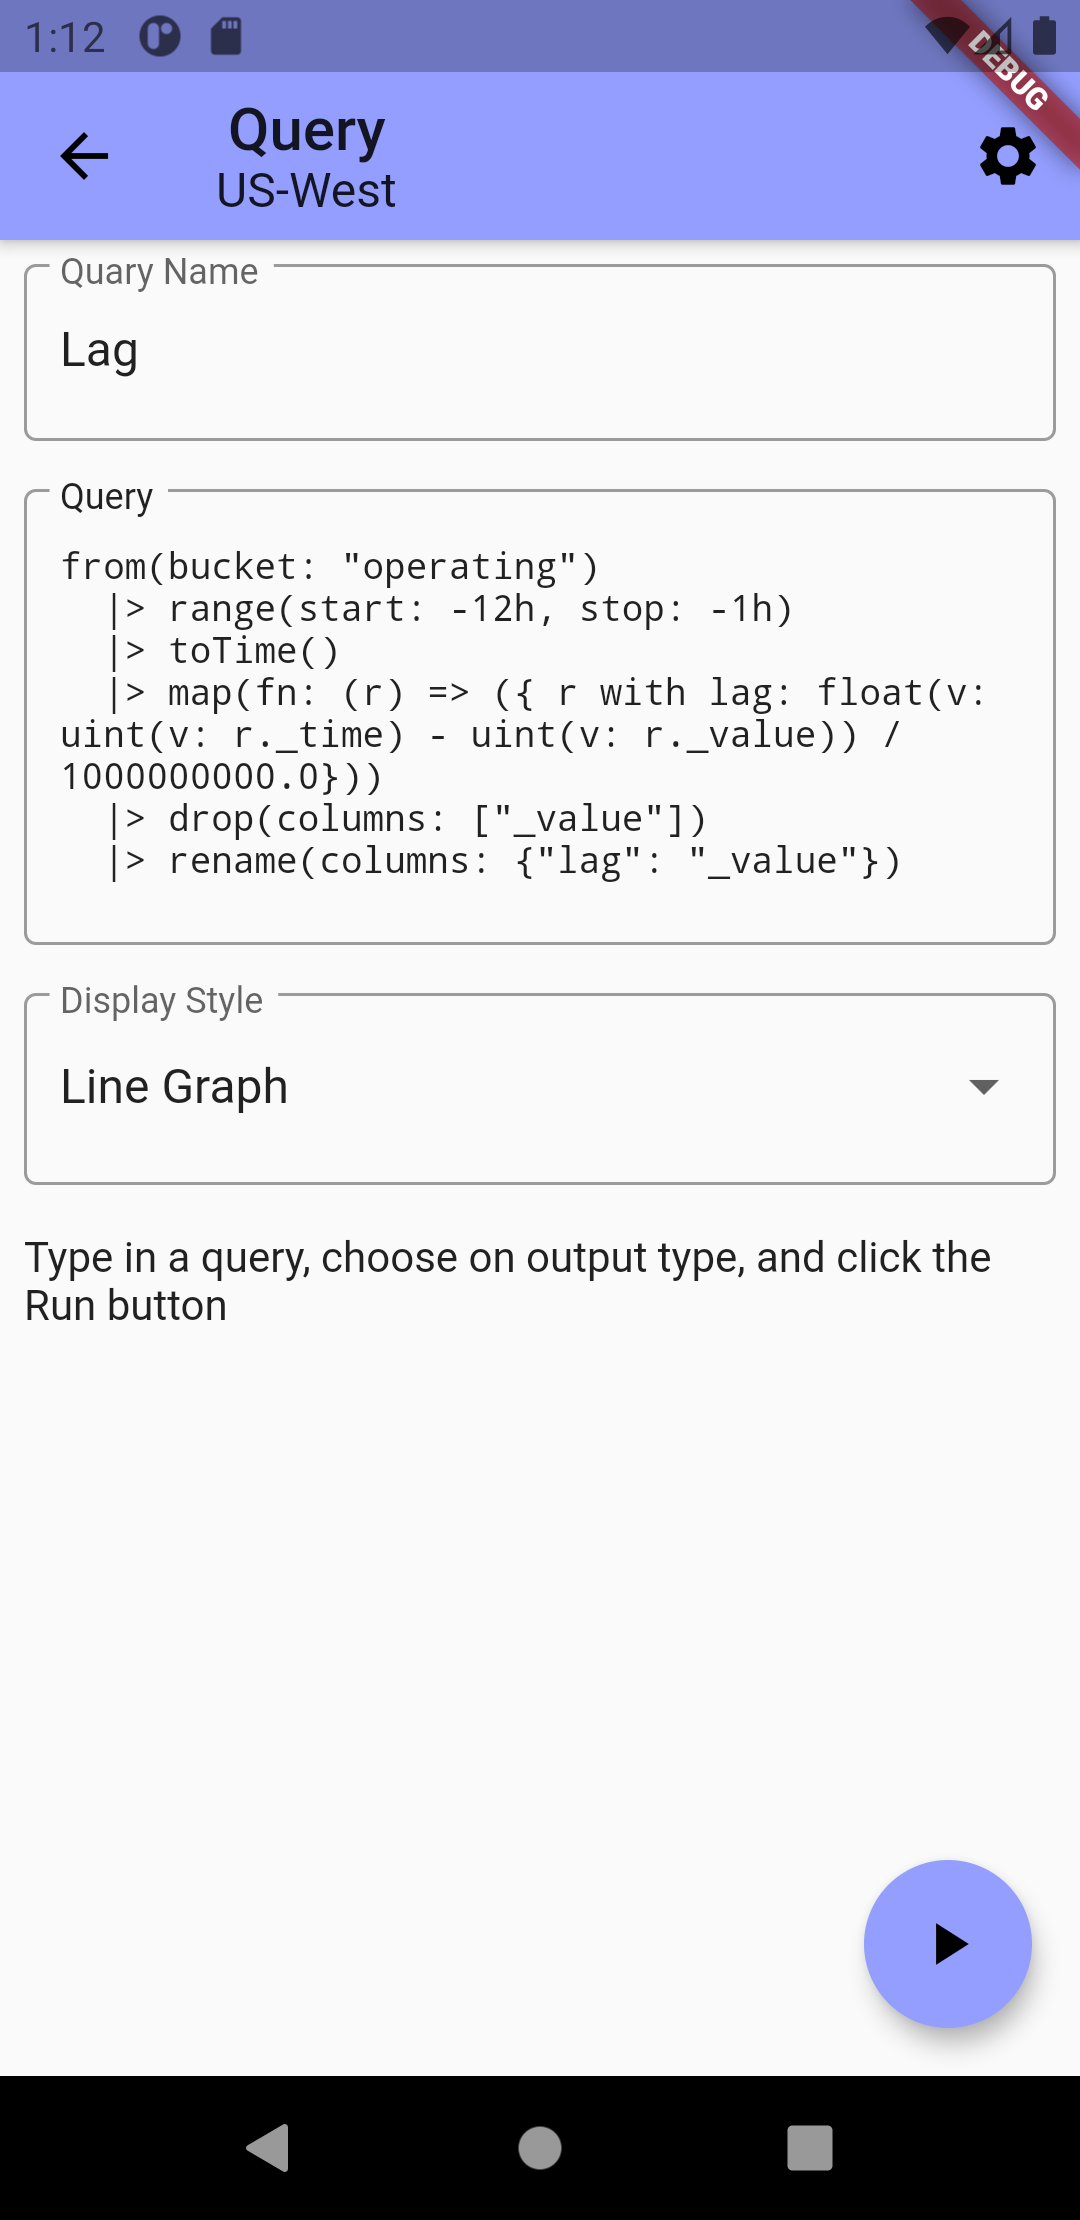 1:12
DEBUG
Query
US-West
Quary Name
Lag
Query
from(bucket: "operating")
  |> range(start: -12h, stop: -1h)
  |> toTime()
  |> map(fn: (r) => ({ r with lag: float(v:
uint(v: r._time) - uint(v: r._value)) /
1000000000.0}))
  |> drop(columns: ["_value"])
  |> rename(columns: {"lag": "_value"})
Display Style
Line Graph
Type in a query, choose on output type, and click the
Run button